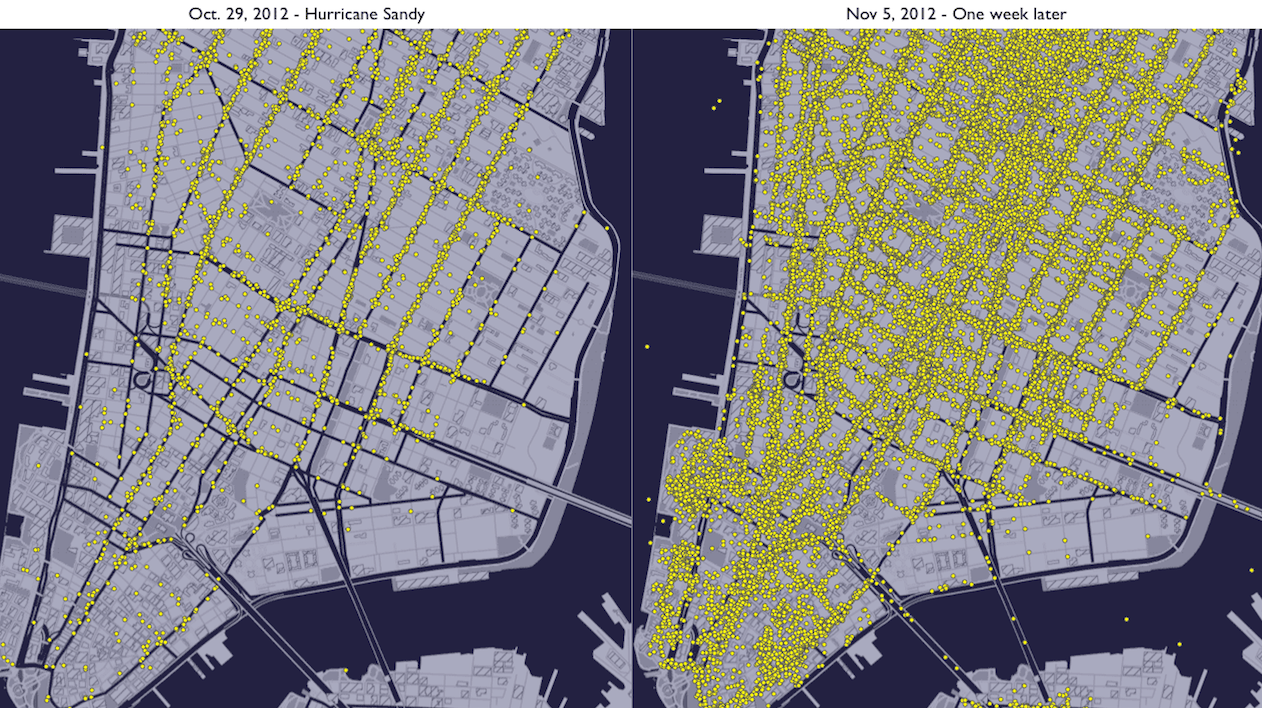 Oct. 29, 2012 - Hurricane Sandy
Nov 5, 2012 - One week later